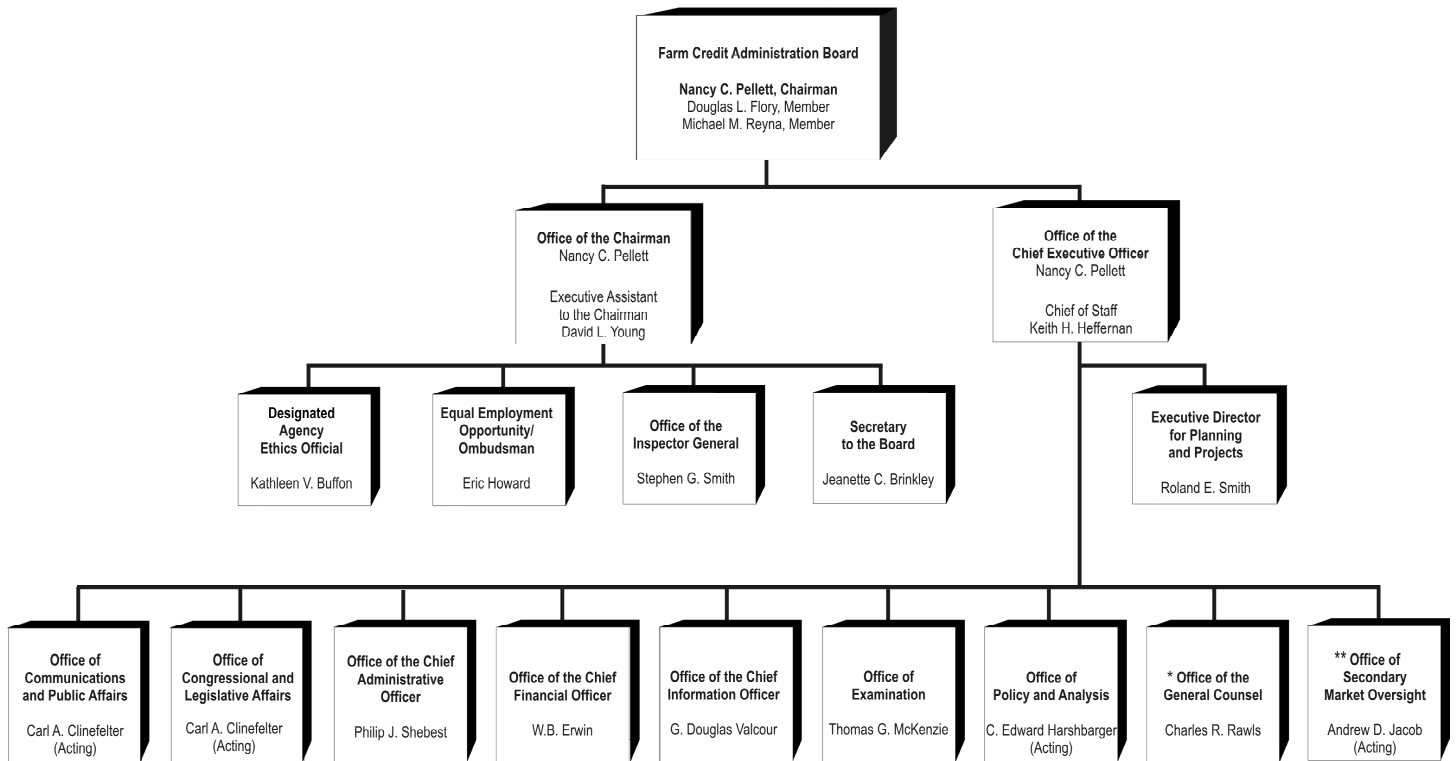 Farm Credit Administration Board
Nancy C. Pellett, Chairman
Douglas L. Flory, Member
Michael M. Reyna, Member
Office of the Chairman
Nancy C. Pellett
Executive Assistant
to the Chairman
David L. Young
Office of the
Chief Executive Officer
Nancy C. Pellett
Chief of Staff
Keith H. Heffernan
Designated
Agency
Ethics Official
Kathleen V. Buffon
Equal Employment
Opportunity/
Ombudsman
Eric Howard
Office of the
Inspector General
Stephen G. Smith
Secretary
to the Board
Jeanette C. Brinkley
Executive Director
for Planning
and Projects
Roland E. Smith
Office of
Communications
and Public Affairs
Carl A. Clinefelter
(Acting)
Office of
Congressional and
Legislative Affairs
Carl A. Clinefelter
(Acting)
Office of the Chief
Administrative
Officer
Philip J. Shebest
Office of the Chief
Financial Officer
W.B. Erwin
Office of the Chief
Information Officer
G. Douglas Valcour
Office of
Examination
Thomas G. McKenzie
Office of
Policy and Analysis
C. Edward Harshbarger
(Acting)
* Office of the
General Counsel
Charles R. Rawls
** Office of
Secondary
Market Oversight
Andrew D. Jacob
(Acting)